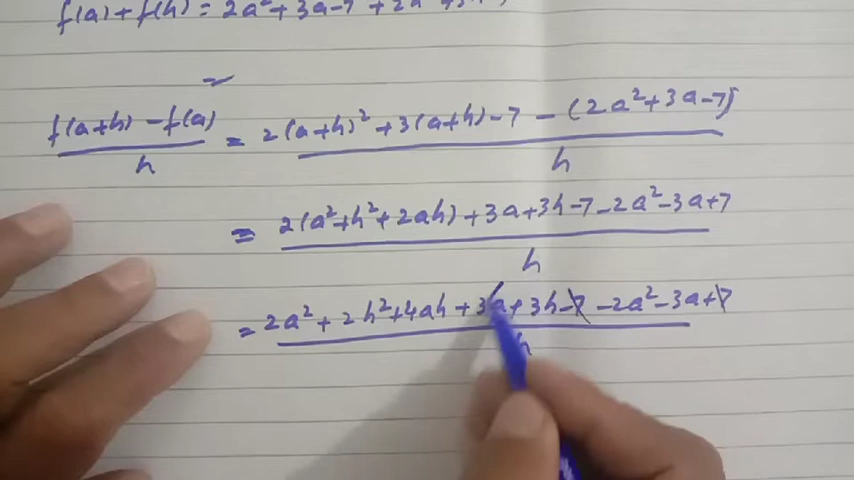 f(a)+f(h) = 2a²+3a-7+2a
f(a+h)-f(a)/h = 2(a+h)²+3(a+h)-7-(2a²+3a-7)/h
= 2(a²+h²+2ah)+3a+3h-7-2a²-3a+7/h
= 2a²+2h²+4ah+3a+3h-7-2a²-3a+7/h